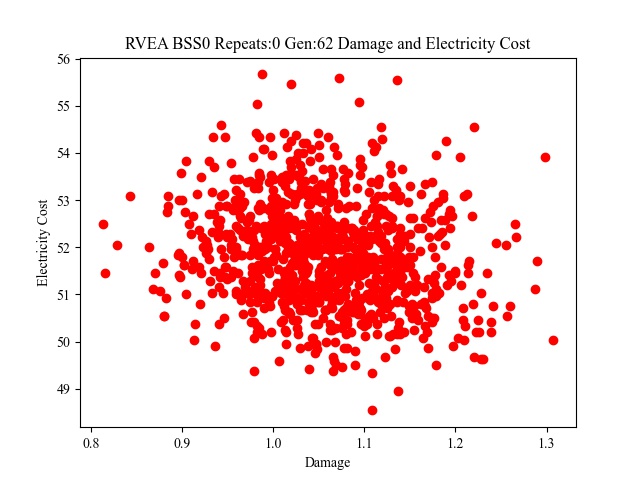 RVEA BSS0 Repeats:0 Gen:62 Damage and Electricity Cost
56
55
54
53
52
51
50
49
Electricity Cost
0.8 0.9 1.0 1.1 1.2 1.3
Damage